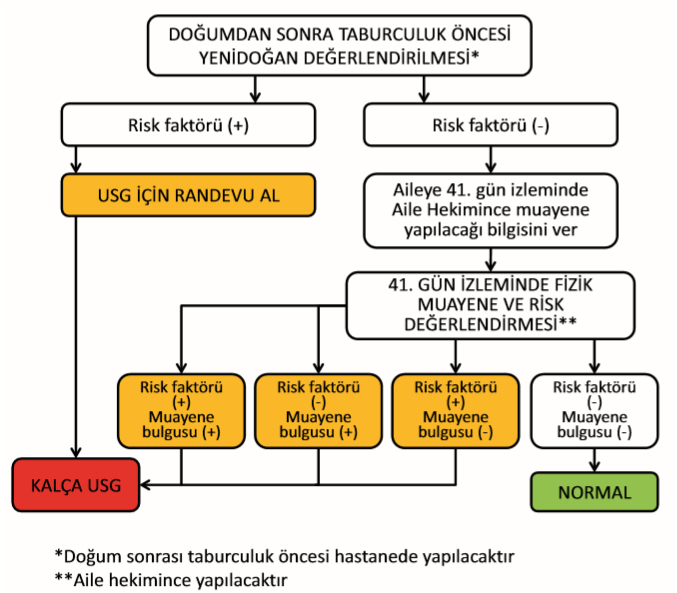 DOĞUMDAN SONRA TABURCULUK ÖNCESİ
YENİDOĞAN DEĞERLENDİRİLMESİ*
Risk faktörü (+)
Risk faktörü (-)
USG İÇİN RANDEVU AL
Aileye 41. gün izleminde
Aile Hekimince muayene
yapılacağı bilgisini ver
41. GÜN İZLEMİNDE FİZİK
MUAYENE VE RİSK
DEĞERLENDİRMESİ**
Risk faktörü
(+)
Muayene
bulgusu (+)
Risk faktörü
(-)
Muayene
bulgusu (+)
Risk faktörü
(+)
Muayene
bulgusu (-)
Risk faktörü
(-)
Muayene
bulgusu (-)
KALÇA USG
NORMAL
*Doğum sonrası taburculuk öncesi hastanede yapılacaktır
**Aile hekimince yapılacaktır